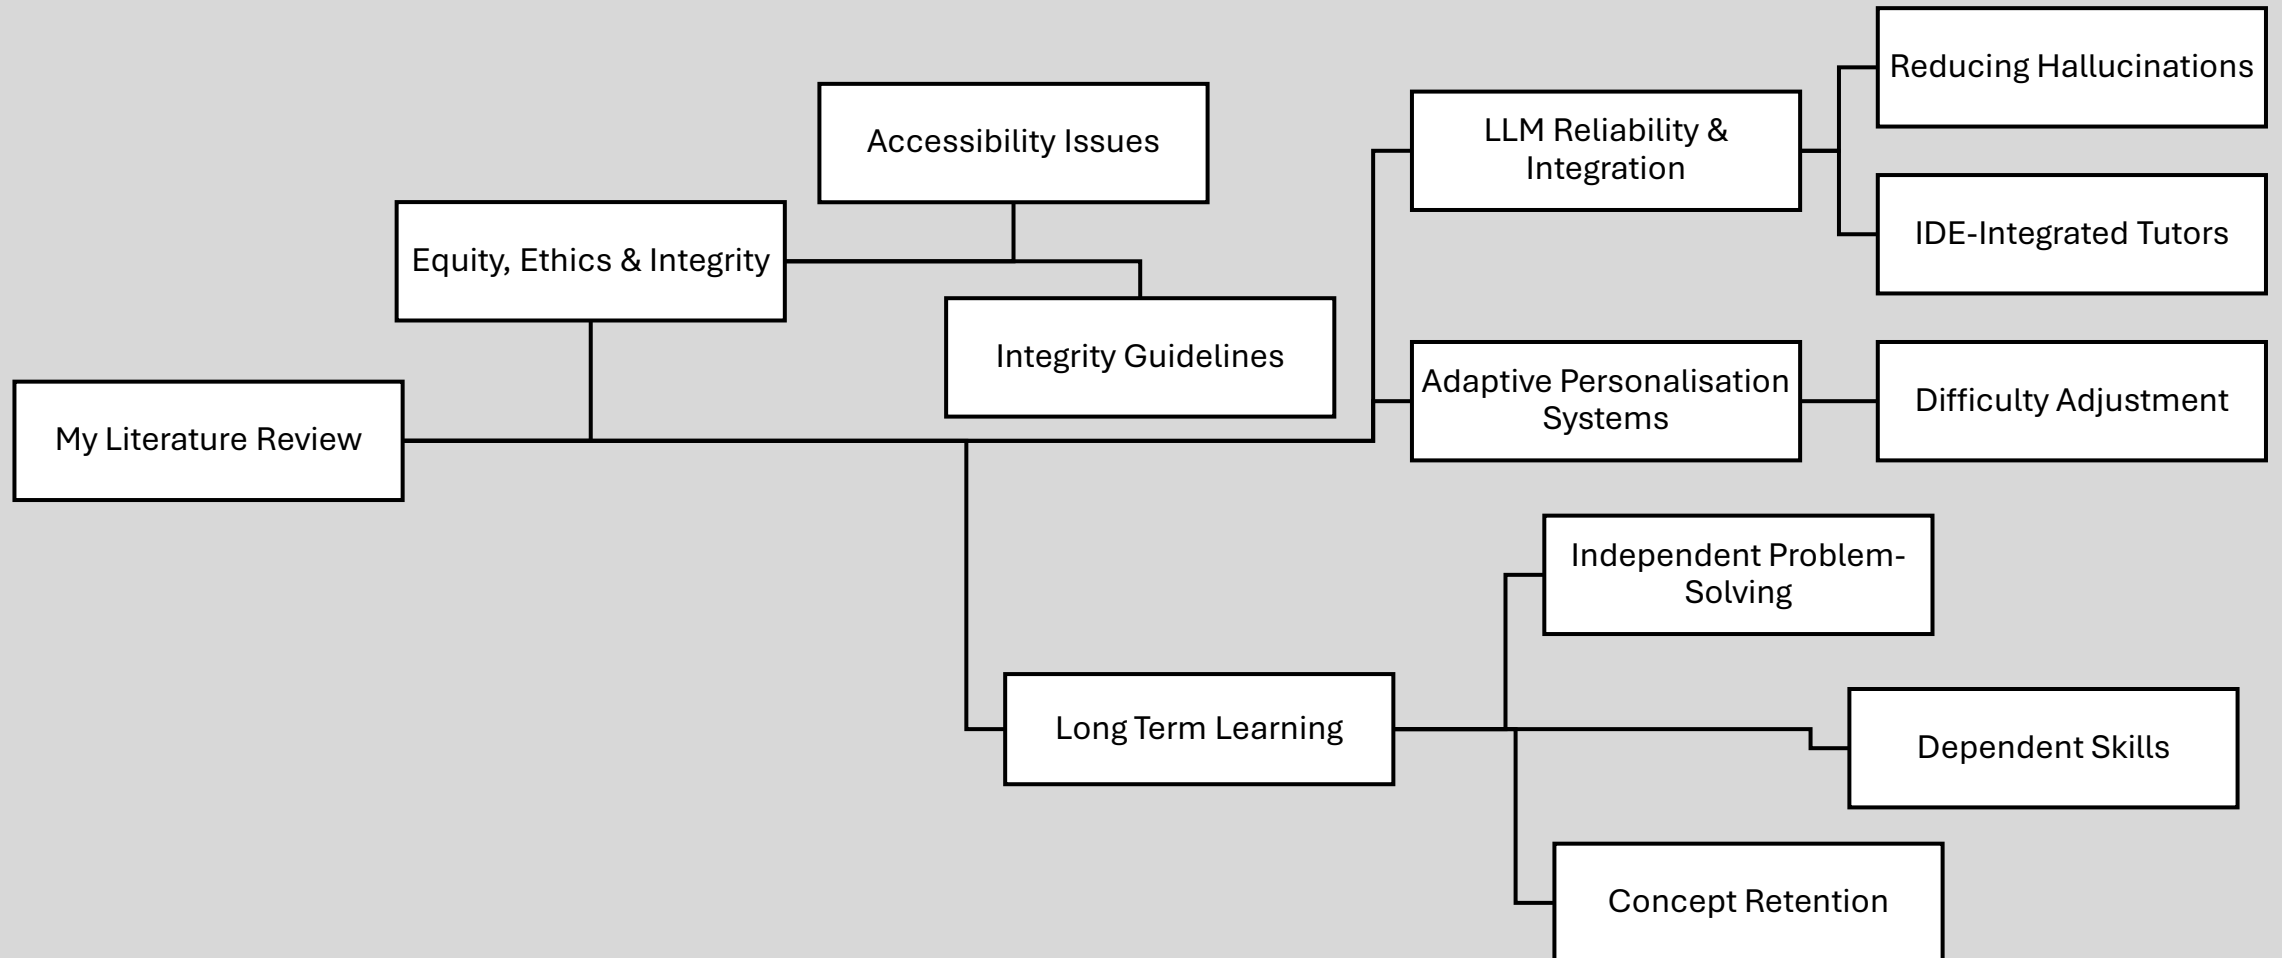 Reducing Hallucinations
Accessibility Issues
LLM Reliability &
Integration
IDE-Integrated Tutors
Equity, Ethics & Integrity
Integrity Guidelines
Adaptive Personalisation
Systems
Difficulty Adjustment
My Literature Review
Independent Problem-
Solving
Long Term Learning
Dependent Skills
Concept Retention